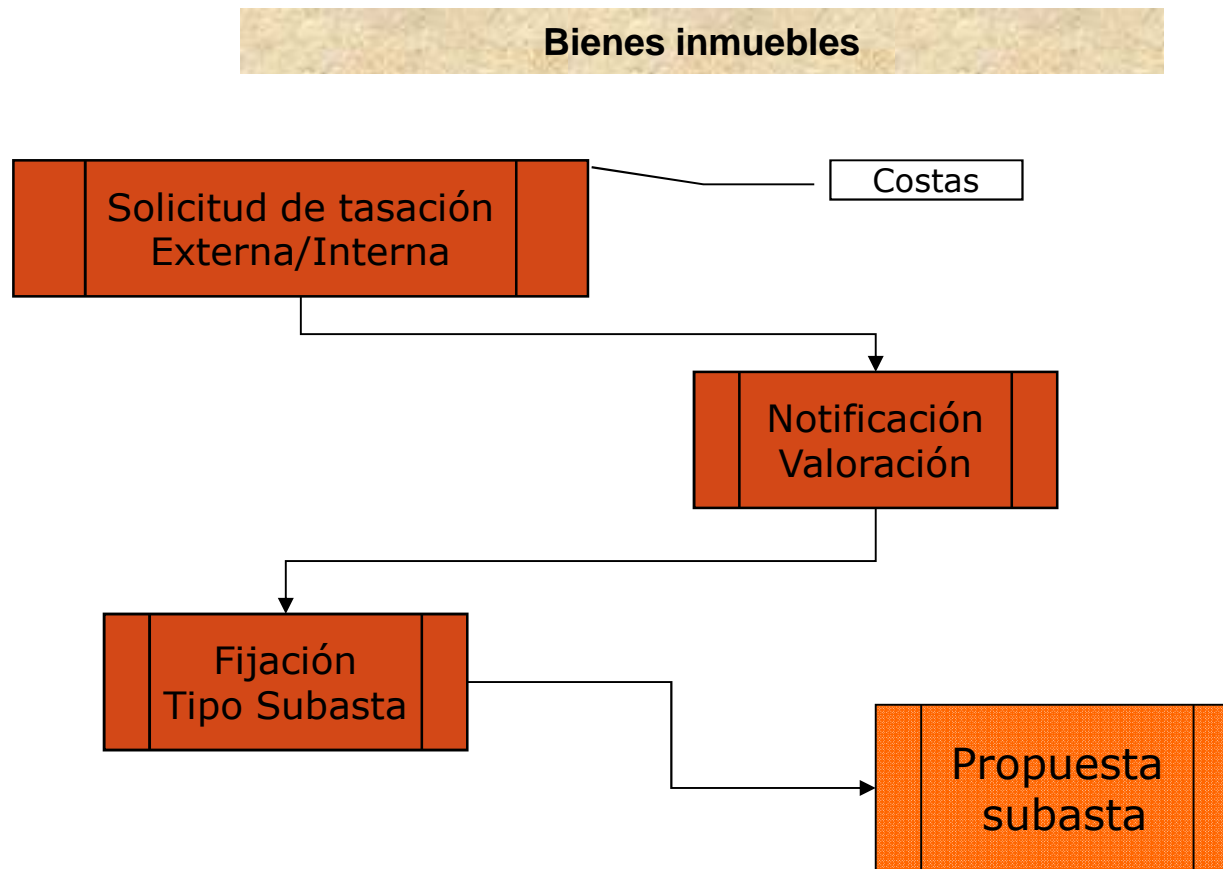 Bienes inmuebles
Costas
Solicitud de tasación
Externa/Interna
Notificación
Valoración
Fijación
Tipo Subasta
Propuesta
subasta